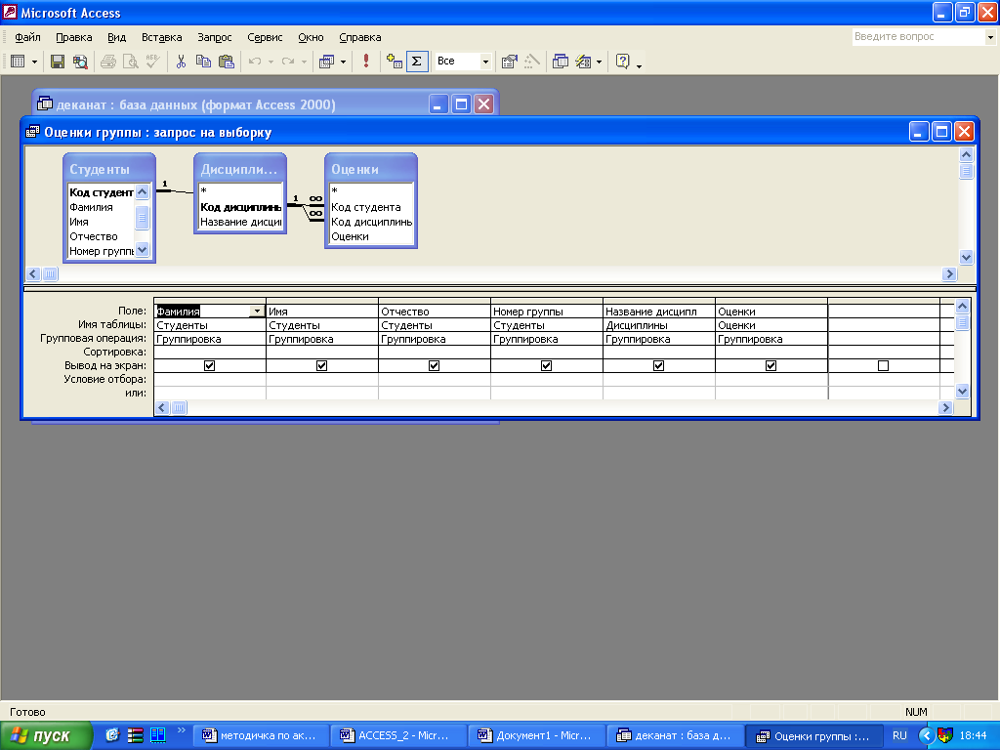 Microsoft Access
Файл Правка Вид Вставка Запрос Сервис Окно Справка Введите вопрос
Все
деканат : база данных (формат Access 2000)
Оценки группы : запрос на выборку
Студенты Дисципли... Оценки
Код студент
Фамилия
Имя
Отчество
Номер групп
1
*
Код дисциплинь
Название дисци
1 ∞
∞
*
Код студента
Код дисциплинь
Оценки
Поле: Фамилия Имя Отчество Номер группы Название дисципл Оценки
Имя таблицы: Студенты Студенты Студенты Студенты Дисциплины Оценки
Групповая операция: Группировка Группировка Группировка Группировка Группировка Группировка
Сортировка:
Вывод на экран:
Условие отбора:
или:
Готово NUM
пуск методичка по ак... ACCESS_2 - Micr... Документ1 - Micr... деканат : база д... Оценки группы :... RU 18:44